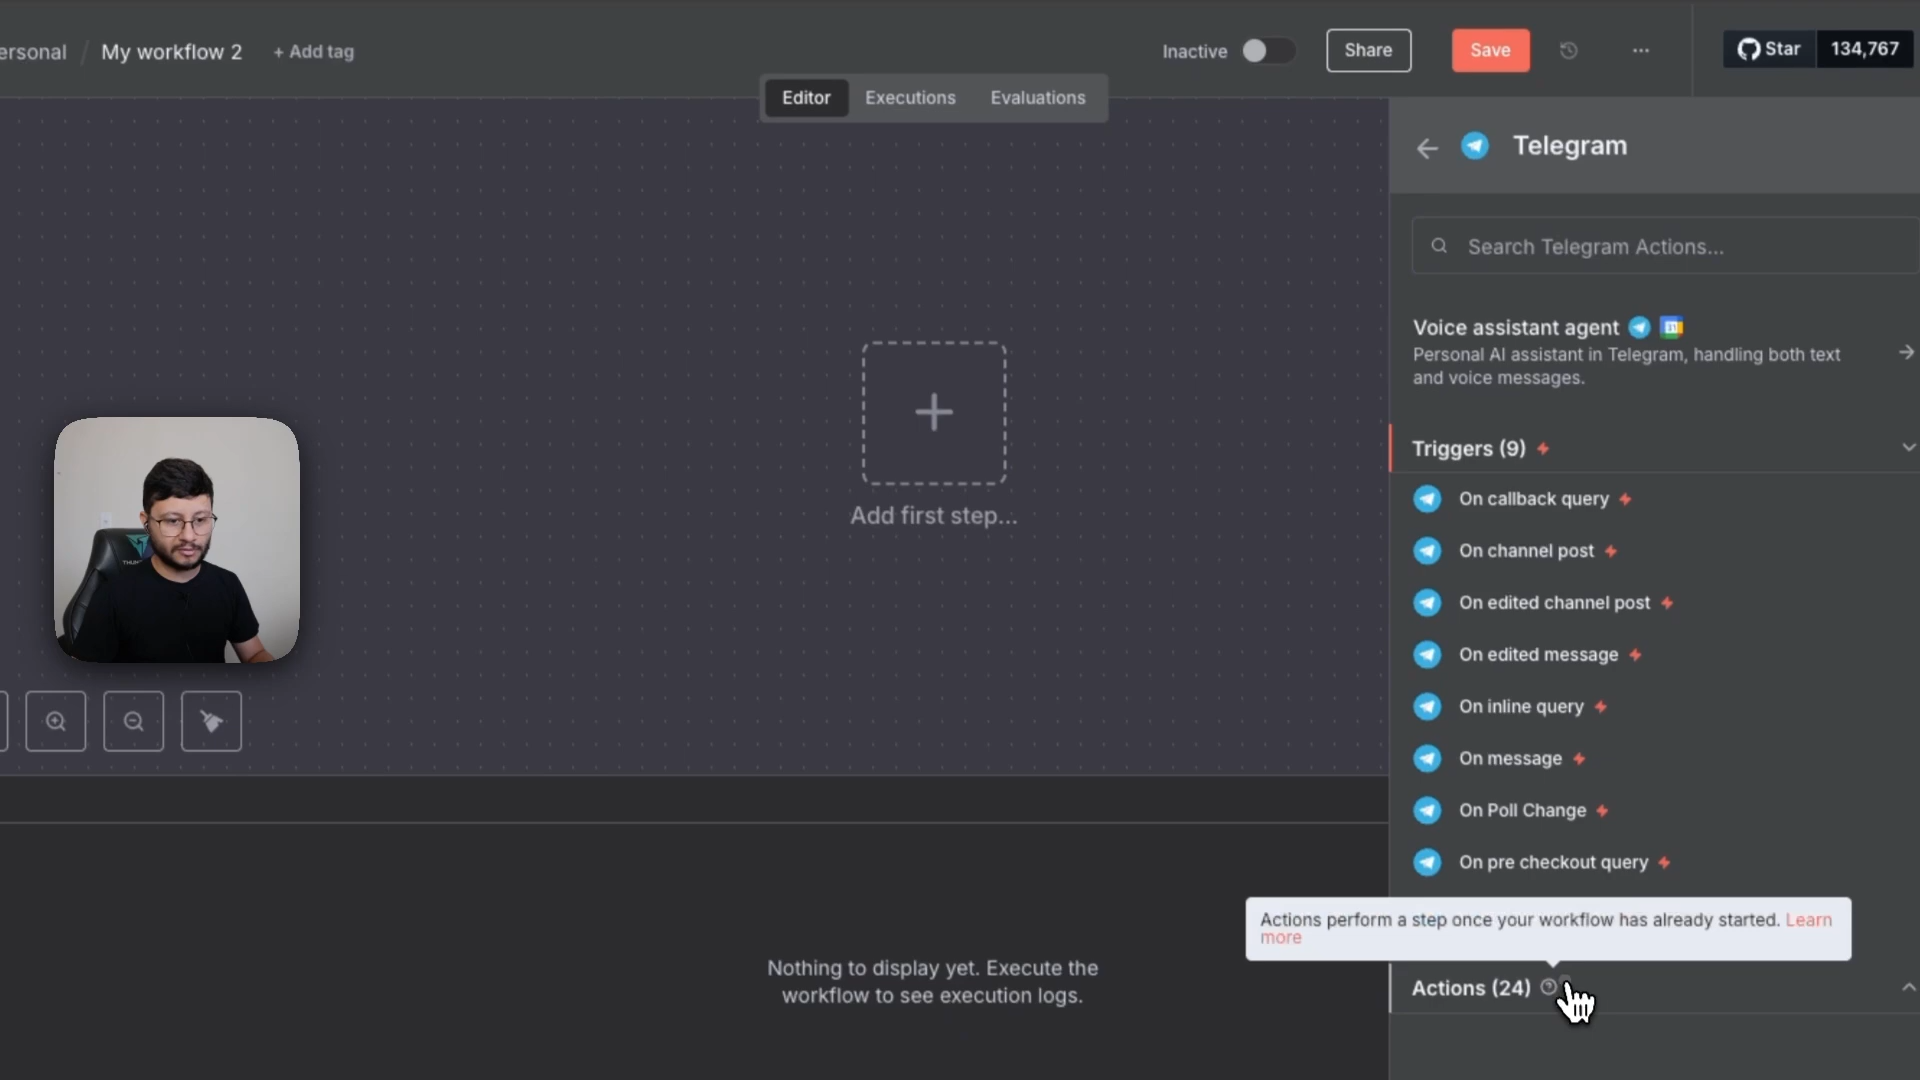 ersonal / My workflow 2 + Add tag
Inactive
Share
Save
...
Star 134,767
Editor Executions Evaluations
Telegram
Search Telegram Actions...
Voice assistant agent
Personal AI assistant in Telegram, handling both text
and voice messages.
Triggers (9)
On callback query
On channel post
On edited channel post
On edited message
On inline query
On message
On Poll Change
On pre checkout query
Actions perform a step once your workflow has already started. Learn
more
Actions (24)
Add first step...
Nothing to display yet. Execute the
workflow to see execution logs.